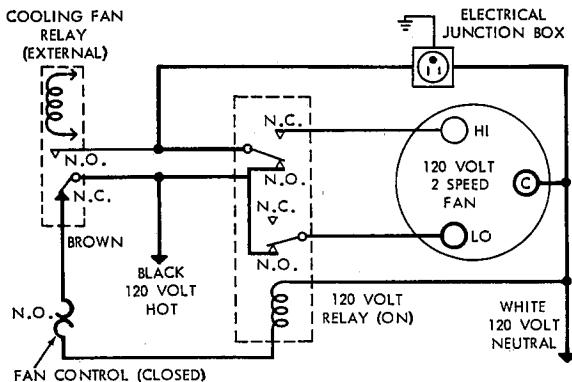 COOLING FAN
RELAY
(EXTERNAL)
ELECTRICAL
JUNCTION BOX
N.C.
HI
N.O.
N.O.
120 VOLT
2 SPEED
FAN
C
N.C.
N.C.
LO
BROWN
N.O.
BLACK
120 VOLT
HOT
N.O.
120 VOLT
RELAY (ON)
WHITE
120 VOLT
NEUTRAL
FAN CONTROL (CLOSED)